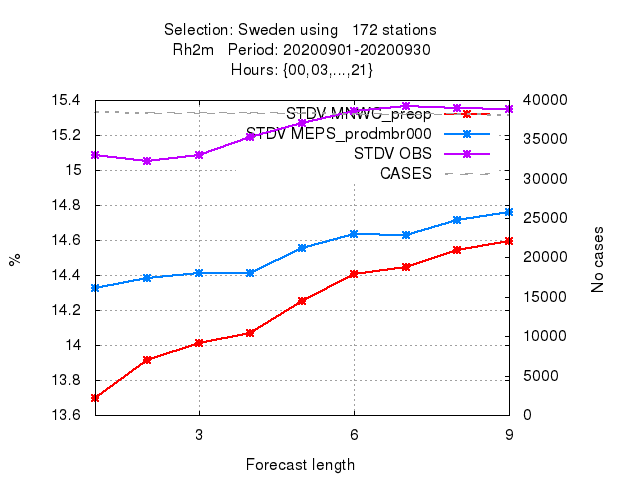 Selection: Sweden using   172 stations
Rh2m   Period: 20200901-20200930
Hours: {00,03,...,21}
STDV MNWC_preop
STDV MEPS_prodmbr000
STDV OBS
CASES
15.4
15.2
15
14.8
14.6
14.4
14.2
14
13.8
13.6
40000
35000
30000
25000
20000
15000
10000
5000
0
%
No cases
3 6 9
Forecast length